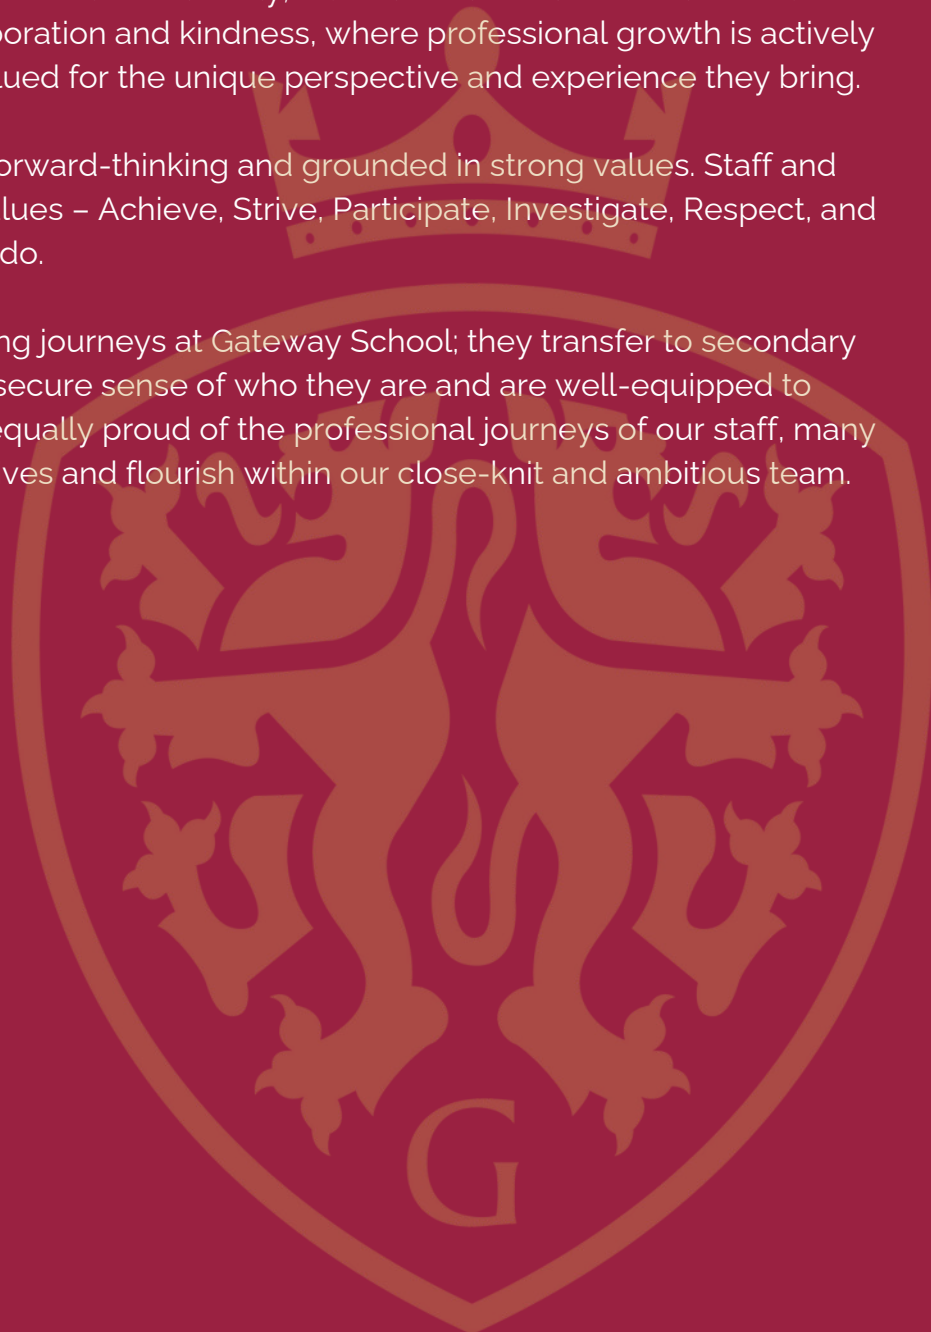 oration and kindness, where professional growth is actively
ued for the unique perspective and experience they bring.
orward-thinking and grounded in strong values. Staff and
lues – Achieve, Strive, Participate, Investigate, Respect, and
do.
ng journeys at Gateway School; they transfer to secondary
secure sense of who they are and are well-equipped to
equally proud of the professional journeys of our staff, many
ves and flourish within our close-knit and ambitious team.
G